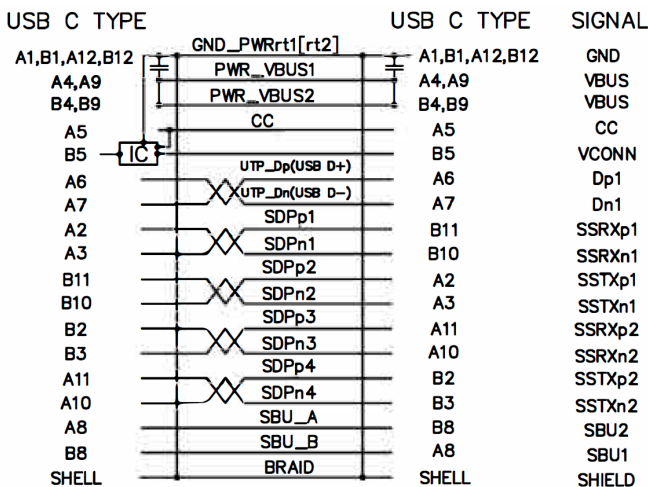 USB C TYPE USB C TYPE SIGNAL
A1,B1,A12,B12 GND_PWRrt1[rt2] A1,B1,A12,B12 GND
A4,A9 PWR_VBUS1 A4,A9 VBUS
B4,B9 PWR_VBUS2 B4,B9 VBUS
A5 CC A5 CC
B5 IC B5 VCONN
A6 UTP_Dp(USB D+) A6 Dp1
A7 UTP_Dn(USB D-) A7 Dn1
A2 SDPp1 B11 SSRXp1
A3 SDPn1 B10 SSRXn1
B11 SDPp2 A2 SSTXp1
B10 SDPn2 A3 SSTXn1
B2 SDPp3 A11 SSRXp2
B3 SDPn3 A10 SSRXn2
A11 SDPp4 B2 SSTXp2
A10 SDPn4 B3 SSTXn2
A8 SBU_A B8 SBU2
B8 SBU_B A8 SBU1
SHELL BRAID SHELL SHIELD